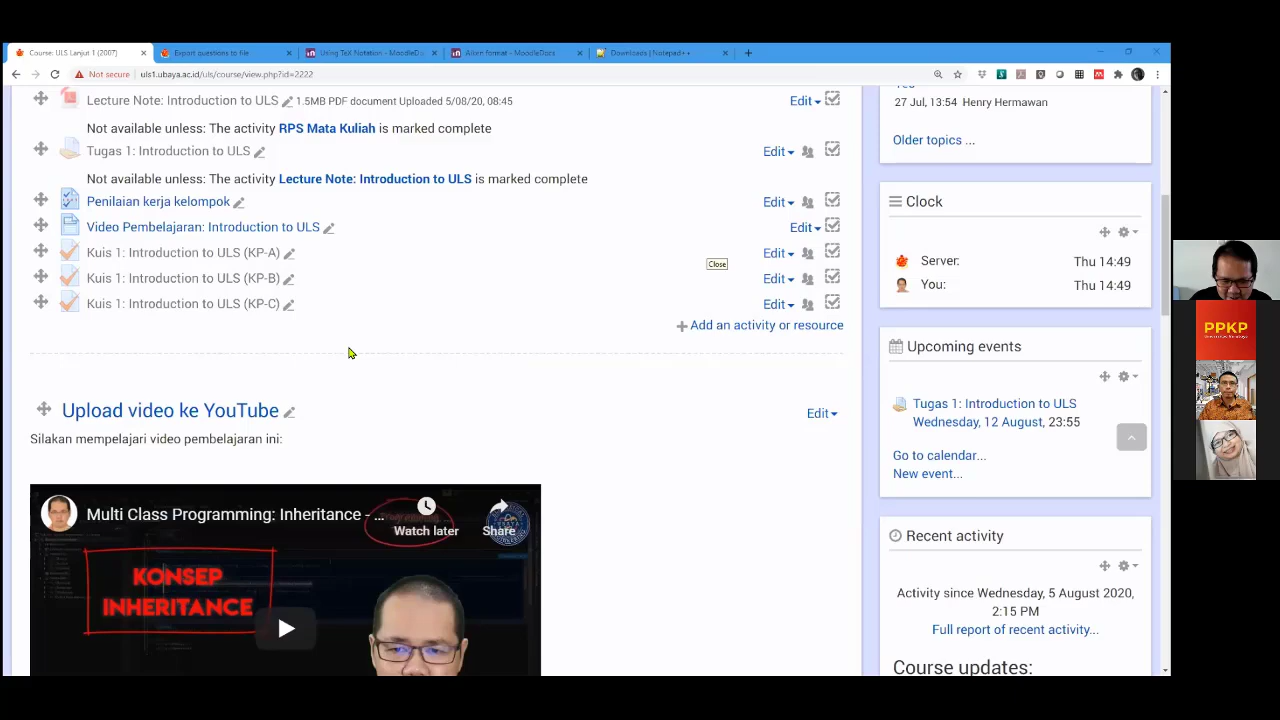 Course: ULS Lanjut 1 (2007)
Export questions to file
Using TeX Notation - MoodleDo
Aiken format - MoodleDocs
Downloads | Notepad++
Not secure
uls1.ubaya.ac.id/uls/course/view.php?id=2222
Lecture Note: Introduction to ULS 1.5MB PDF document Uploaded 5/08/20, 08:45
Edit
Not available unless: The activity RPS Mata Kuliah is marked complete
Tugas 1: Introduction to ULS
Edit
Not available unless: The activity Lecture Note: Introduction to ULS is marked complete
Penilaian kerja kelompok
Edit
Video Pembelajaran: Introduction to ULS
Edit
Kuis 1: Introduction to ULS (KP-A)
Edit
Close
Kuis 1: Introduction to ULS (KP-B)
Edit
Kuis 1: Introduction to ULS (KP-C)
Edit
Add an activity or resource
Upload video ke YouTube
Edit
Silakan mempelajari video pembelajaran ini:
Multi Class Programming: Inheritance - ...
Watch later
Share
KONSEP
INHERITANCE
27 Jul, 13:54 Henry Hermawan
Older topics ...
Clock
Server: Thu 14:49
You: Thu 14:49
Upcoming events
Tugas 1: Introduction to ULS
Wednesday, 12 August, 23:55
Go to calendar...
New event...
Recent activity
Activity since Wednesday, 5 August 2020,
2:15 PM
Full report of recent activity...
Course updates:
PPKP